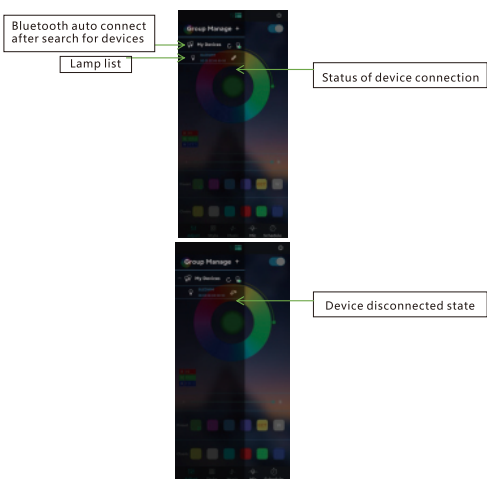 Bluetooth auto connect
after search for devices
Lamp list
Status of device connection
Group Manage +
My Devices
Device disconnected state
Group Manage +
My Devices